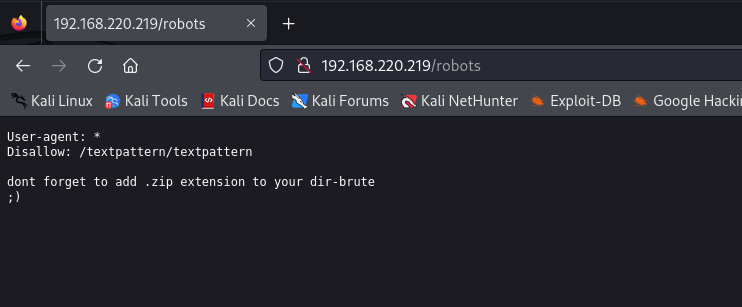 192.168.220.219/robots
192.168.220.219/robots
Kali Linux
Kali Tools
Kali Docs
Kali Forums
Kali NetHunter
Exploit-DB
Google Hackin
User-agent: *
Disallow: /textpattern/textpattern
dont forget to add .zip extension to your dir-brute
;)